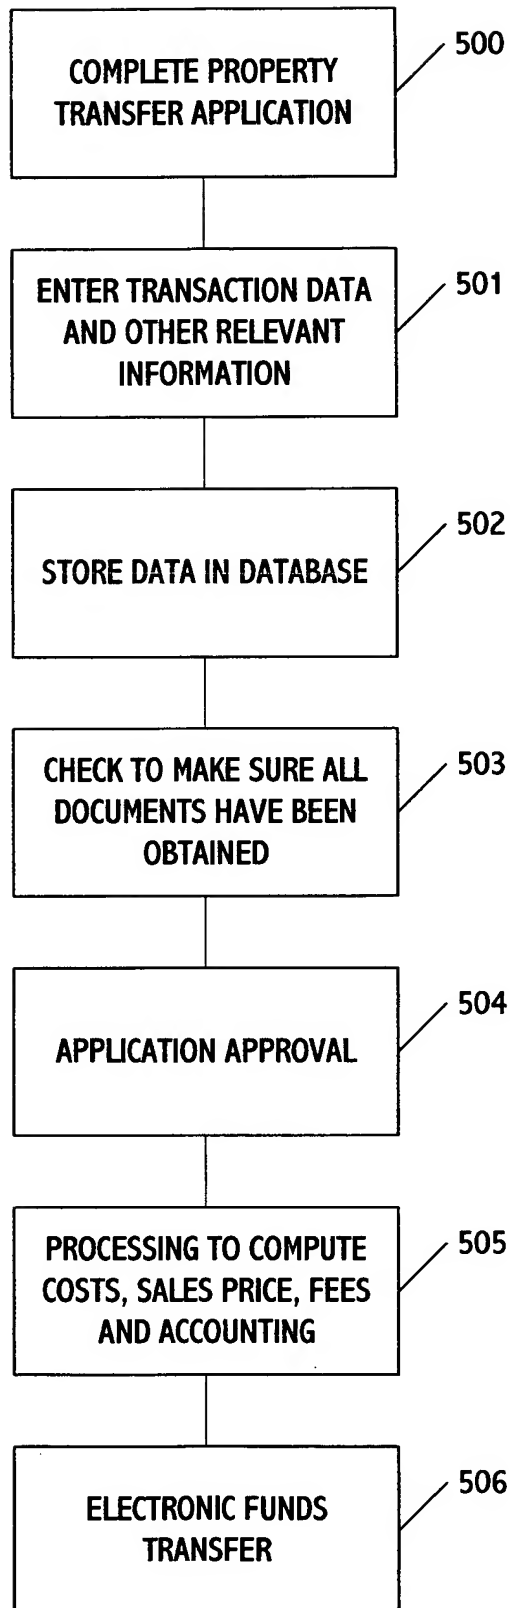 COMPLETE PROPERTY
TRANSFER APPLICATION
500
ENTER TRANSACTION DATA
AND OTHER RELEVANT
INFORMATION
501
STORE DATA IN DATABASE
502
CHECK TO MAKE SURE ALL
DOCUMENTS HAVE BEEN
OBTAINED
503
APPLICATION APPROVAL
504
PROCESSING TO COMPUTE
COSTS, SALES PRICE, FEES
AND ACCOUNTING
505
ELECTRONIC FUNDS
TRANSFER
506